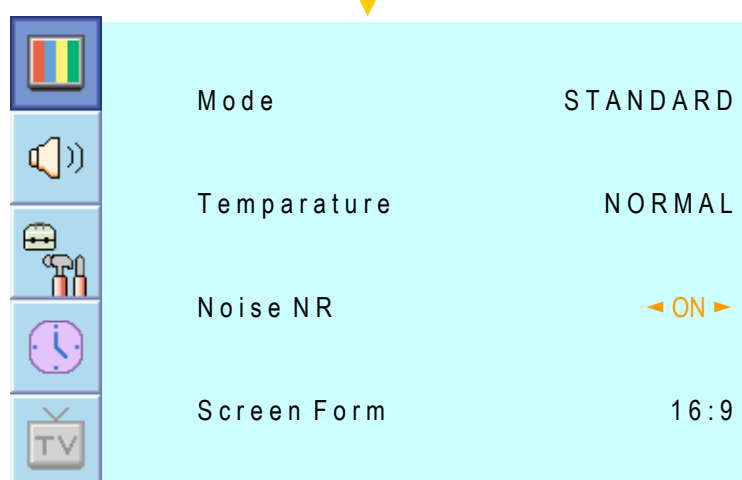 Mode STANDARD
Temparature NORMAL
Noise NR ◄ ON ►
Screen Form 16:9
TV